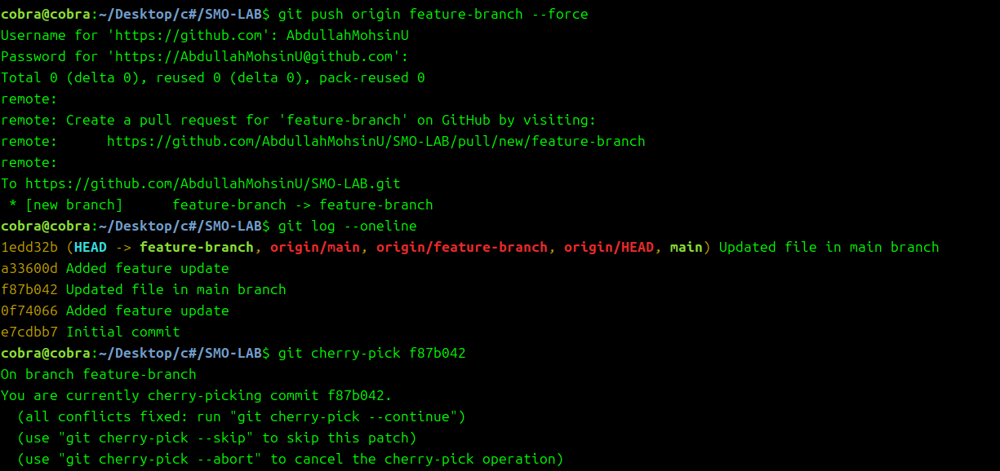 cobra@cobra:~/Desktop/c#/SMO-LAB$ git push origin feature-branch --force
Username for 'https://github.com': AbdullahMohsinU
Password for 'https://AbdullahMohsinU@github.com':
Total 0 (delta 0), reused 0 (delta 0), pack-reused 0
remote:
remote: Create a pull request for 'feature-branch' on GitHub by visiting:
remote:      https://github.com/AbdullahMohsinU/SMO-LAB/pull/new/feature-branch
remote:
To https://github.com/AbdullahMohsinU/SMO-LAB.git
 * [new branch]      feature-branch -> feature-branch
cobra@cobra:~/Desktop/c#/SMO-LAB$ git log --oneline
1edd32b (HEAD -> feature-branch, origin/main, origin/feature-branch, origin/HEAD, main) Updated file in main branch
a33600d Added feature update
f87b042 Updated file in main branch
0f74066 Added feature update
e7cdbb7 Initial commit
cobra@cobra:~/Desktop/c#/SMO-LAB$ git cherry-pick f87b042
On branch feature-branch
You are currently cherry-picking commit f87b042.
  (all conflicts fixed: run "git cherry-pick --continue")
  (use "git cherry-pick --skip" to skip this patch)
  (use "git cherry-pick --abort" to cancel the cherry-pick operation)